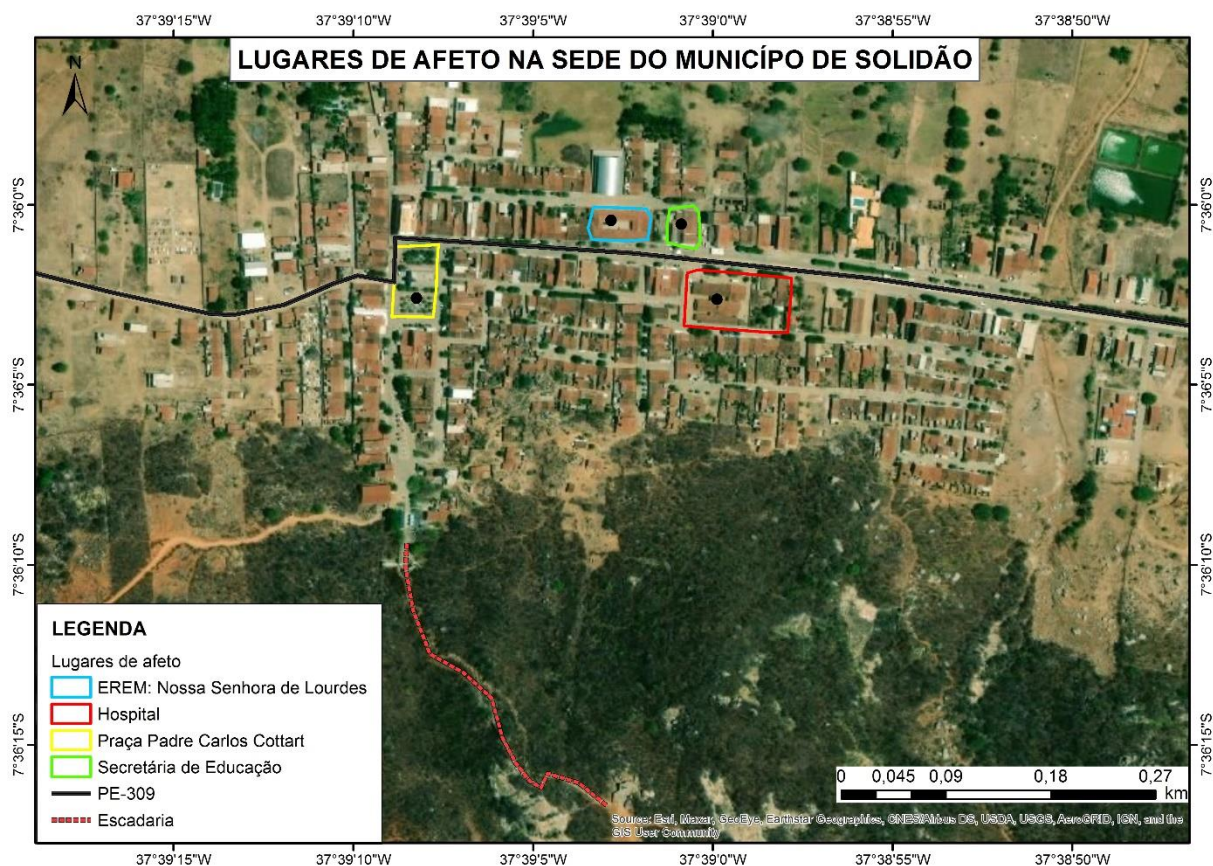 37°39'15"W 37°39'10"W 37°39'5"W 37°39'0"W 37°38'55"W 37°38'50"W
LUGARES DE AFETO NA SEDE DO MUNICÍPO DE SOLIDÃO
N
7°36'0"S 7°36'0"S
7°36'5"S 7°36'5"S
7°36'10"S 7°36'10"S
7°36'15"S 7°36'15"S
LEGENDA
Lugares de afeto
EREM: Nossa Senhora de Lourdes
Hospital
Praça Padre Carlos Cottart
Secretária de Educação
PE-309
Escadaria
0 0,045 0,09 0,18 0,27
km
Source: Esri, Maxar, GeoEye, Earthstar Geographics, CNES/Airbus DS, USDA, USGS, AeroGRID, IGN, and the
GIS User Community
37°39'15"W 37°39'10"W 37°39'5"W 37°39'0"W 37°38'55"W 37°38'50"W